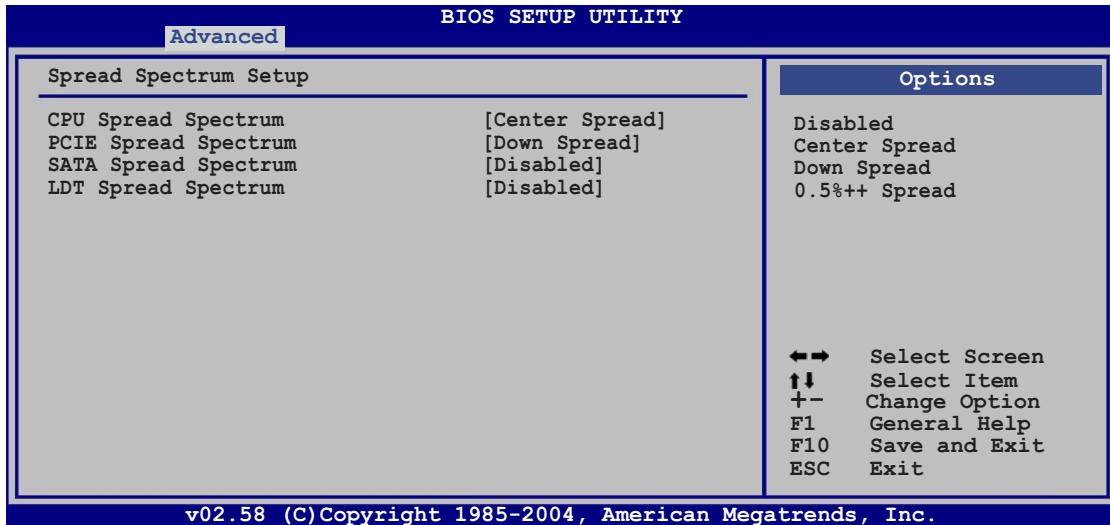 BIOS SETUP UTILITY
Advanced
Spread Spectrum Setup
CPU Spread Spectrum [Center Spread]
PCIE Spread Spectrum [Down Spread]
SATA Spread Spectrum [Disabled]
LDT Spread Spectrum [Disabled]
Options
Disabled
Center Spread
Down Spread
0.5%++ Spread
←→ Select Screen
↑↓ Select Item
+- Change Option
F1 General Help
F10 Save and Exit
ESC Exit
v02.58 (C)Copyright 1985-2004, American Megatrends, Inc.